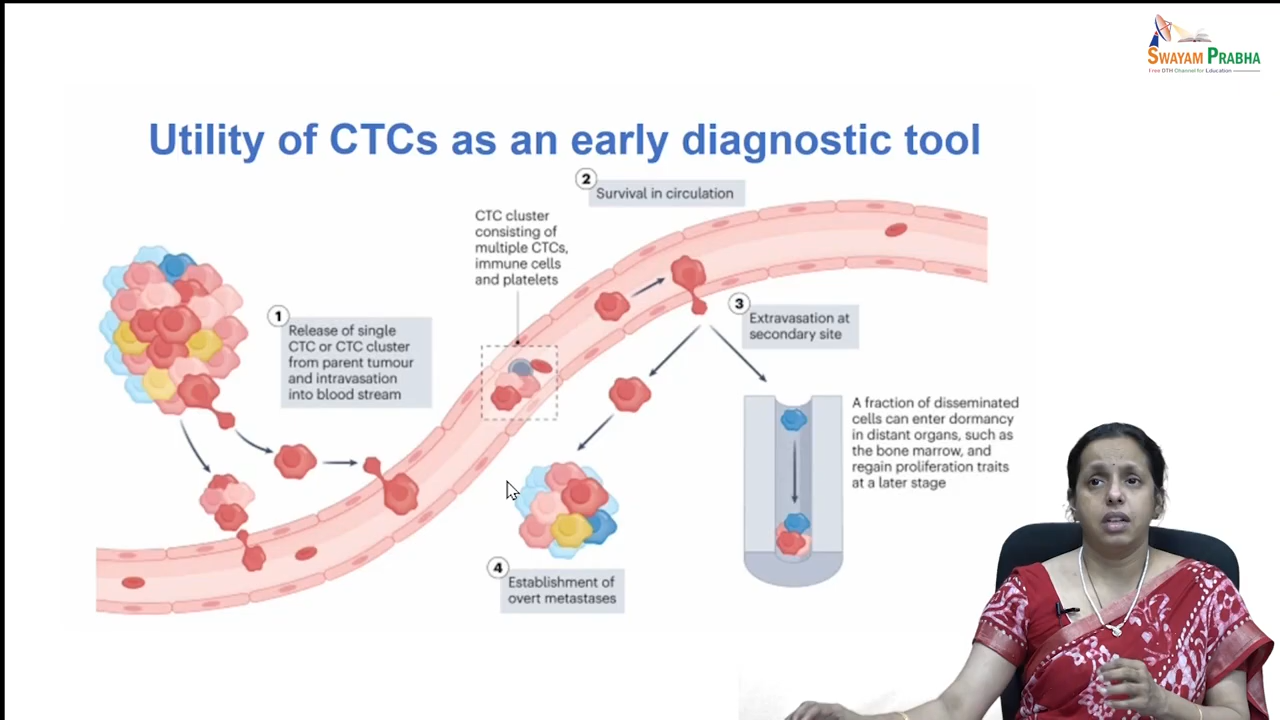 SWAYAM PRABHA
Free DTH Channel for Education
Utility of CTCs as an early diagnostic tool
2
Survival in circulation
CTC cluster
consisting of
multiple CTCs,
immune cells
and platelets
1
Release of single
CTC or CTC cluster
from parent tumour
and intravasation
into blood stream
3
Extravasation at
secondary site
A fraction of disseminated
cells can enter dormancy
in distant organs, such as
the bone marrow, and
regain proliferation traits
at a later stage
4
Establishment of
overt metastases